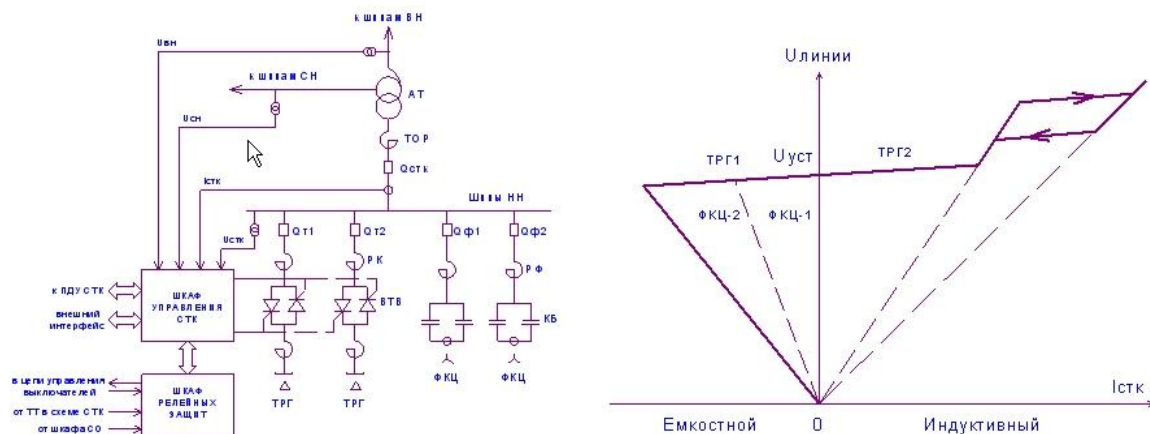 к шинам ВН
Uвн
к шинам СН
АТ
Uсн
ТОР
Qстк
Iстк
Шины НН
Uстк
Qт1
Qт2
Qф1
Qф2
РК
РФ
ВТВ
КБ
к ПДУ СТК
внешний
интерфейс
ШКАФ
УПРАВЛЕНИЯ
СТК
ТРГ
ТРГ
ФКЦ
ФКЦ
в цепи управления
выключателей
от ТТ в схеме СТК
от шкафа СО
ШКАФ
РЕЛЕЙНЫХ
ЗАЩИТ
Uлинии
ТРГ1
Uуст
ТРГ2
ФКЦ-2
ФКЦ-1
Iстк
Емкостной
0
Индуктивный